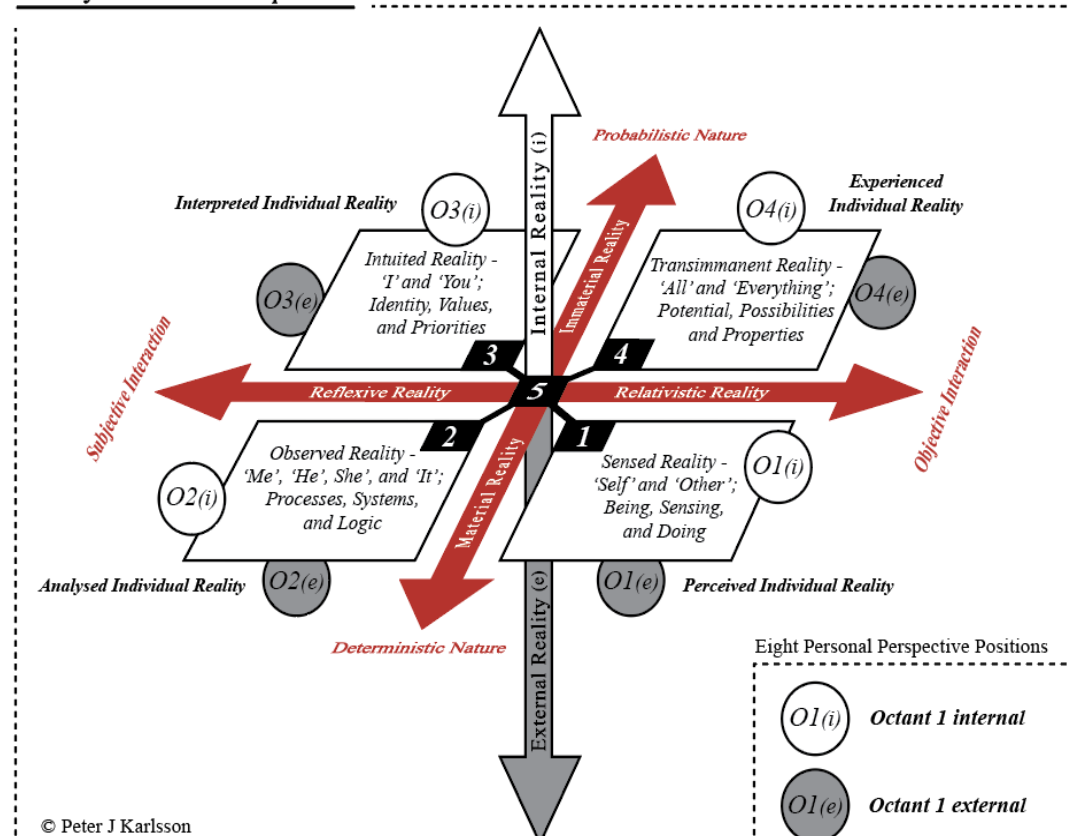 Probabilistic Nature
Internal Reality (i)
Immaterial Reality
Interpreted Individual Reality
O3(i)
O3(e)
Intuited Reality -
‘I’ and ‘You’;
Identity, Values,
and Priorities
3
Experienced
Individual Reality
O4(i)
O4(e)
Transimmanent Reality -
‘All’ and ‘Everything’;
Potential, Possibilities
and Properties
4
Subjective Interaction
Reflexive Reality
5
Relativistic Reality
Objective Interaction
2
Observed Reality -
‘Me’, ‘He’, She’, and ‘It’;
Processes, Systems,
and Logic
O2(i)
O2(e)
Analysed Individual Reality
1
Sensed Reality -
‘Self’ and ‘Other’;
Being, Sensing,
and Doing
O1(i)
O1(e)
Perceived Individual Reality
Material Reality
Deterministic Nature
External Reality (e)
Eight Personal Perspective Positions
O1(i) Octant 1 internal
O1(e) Octant 1 external
© Peter J Karlsson